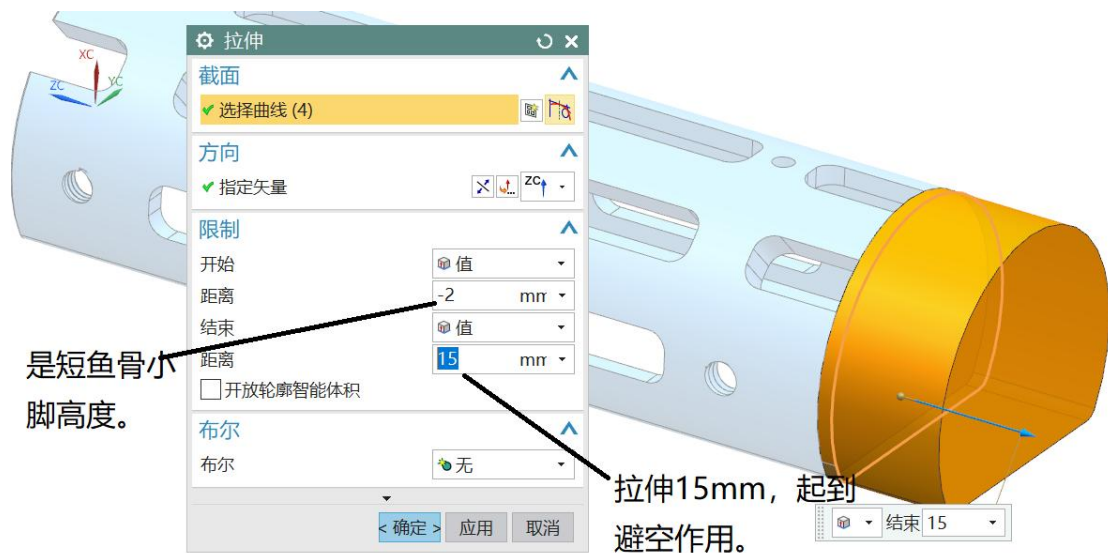 拉伸
XC
ZC
YC
截面
选择曲线 (4)
方向
指定矢量
ZC
限制
开始
值
距离
-2
mm
结束
值
距离
15
mm
开放轮廓智能体积
布尔
布尔
无
< 确定 >
应用
取消
是短鱼骨小
脚高度。
拉伸15mm，起到
避空作用。
结束 15